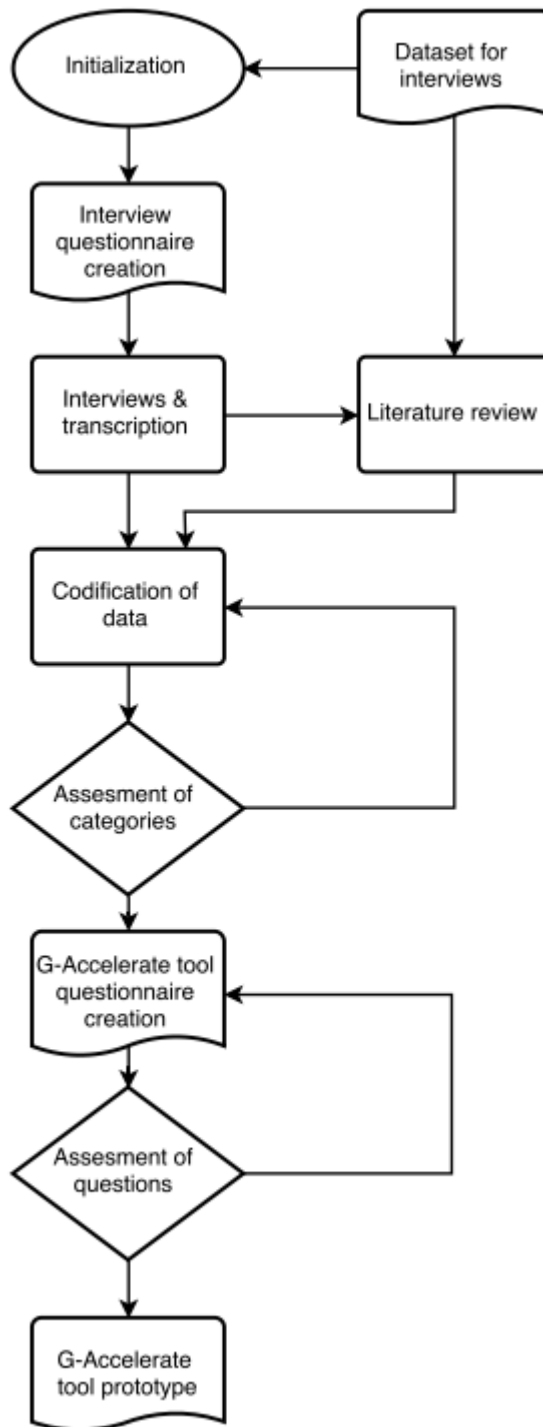 Initialization
Dataset for
interviews
Interview
questionnaire
creation
Interviews &
transcription
Literature review
Codification of
data
Assesment of
categories
G-Accelerate tool
questionnaire
creation
Assesment of
questions
G-Accelerate
tool prototype